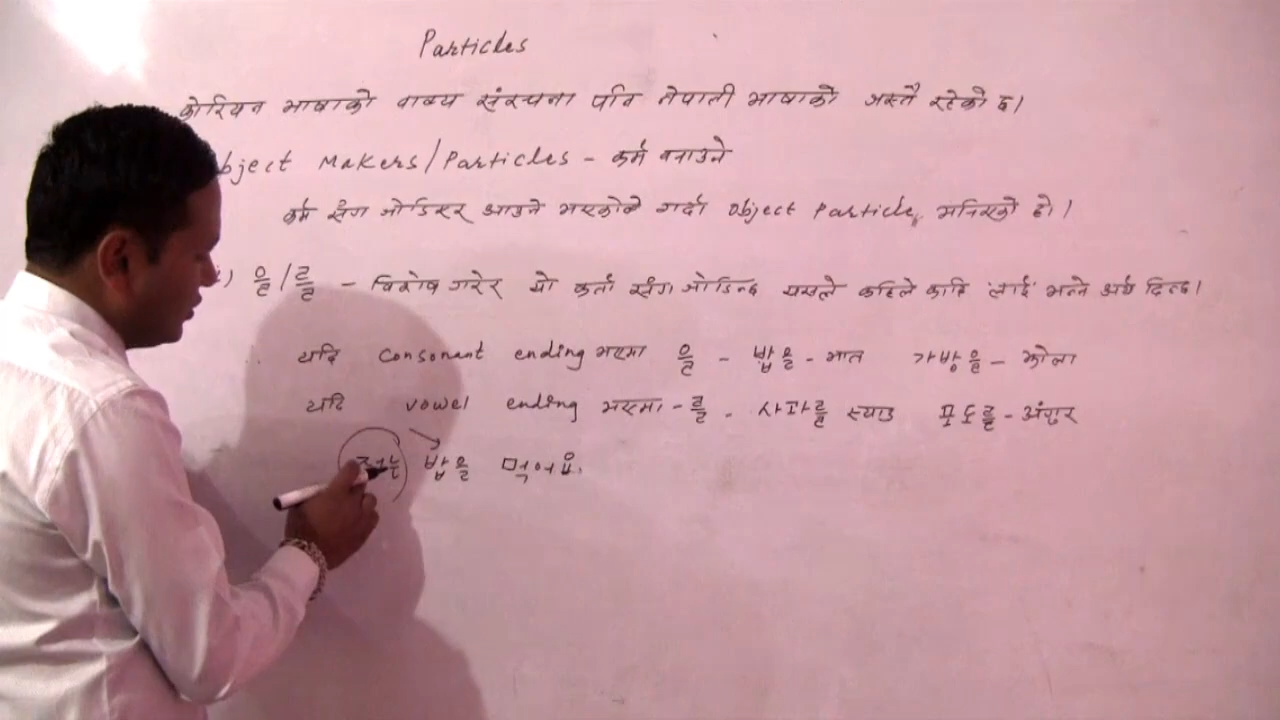 Particles
कोरियन भाषाको वाक्य संरचना पनि नेपाली भाषाको जस्तै रहेको छ।
bject Makers/Particles - कर्म बनाउने
कर्म सँग जोडिएर आउने भएकोले गर्दा Object Particle, भनिएको हो।
i) 을/를 - विशेष गरेर यो कर्ता सँग जोडिन्छ यसले कहिले काहि 'लाई' भन्ने अर्थ दिन्छ।
यदि Consonant ending भएमा 을 - 밥을 - भात 가방을 - झोला
यदि vowel ending भएमा - 를 - 사과를 स्याउ 포도를 - अंगुर
저는 밥을 먹어요.